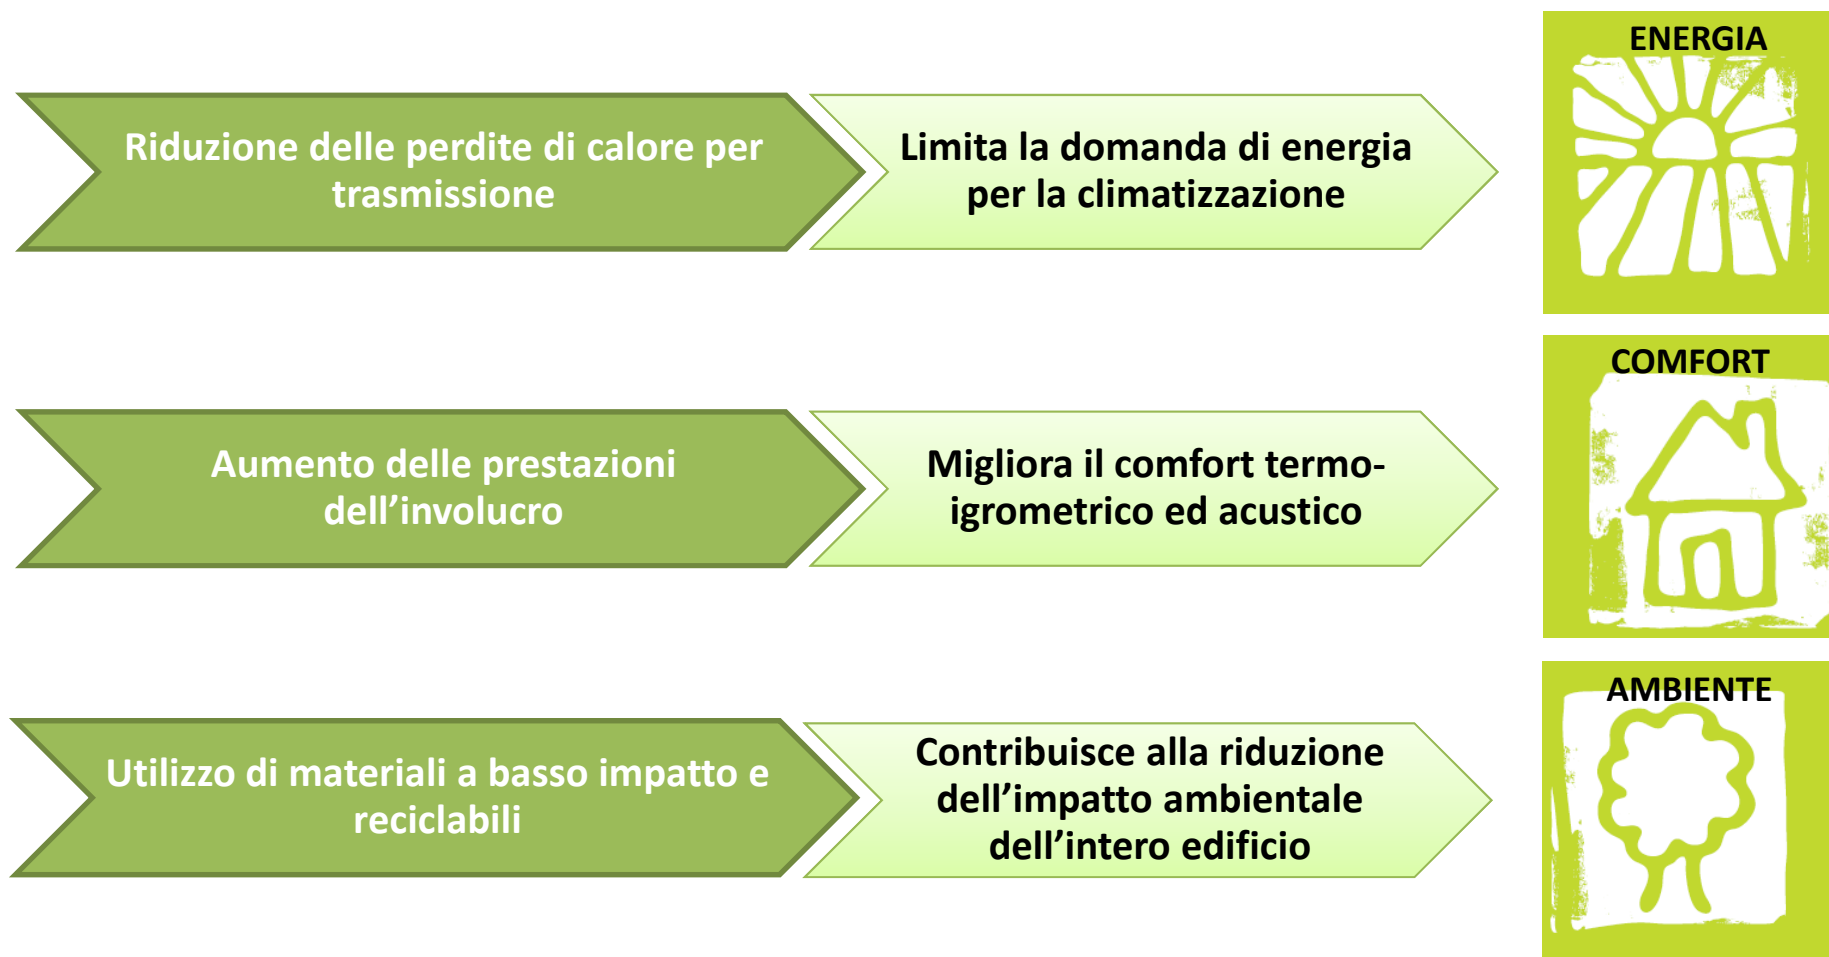 ENERGIA
Riduzione delle perdite di calore per
trasmissione
Limita la domanda di energia
per la climatizzazione
COMFORT
Aumento delle prestazioni
dell’involucro
Migliora il comfort termo-
igrometrico ed acustico
AMBIENTE
Utilizzo di materiali a basso impatto e
reciclabili
Contribuisce alla riduzione
dell’impatto ambientale
dell’intero edificio